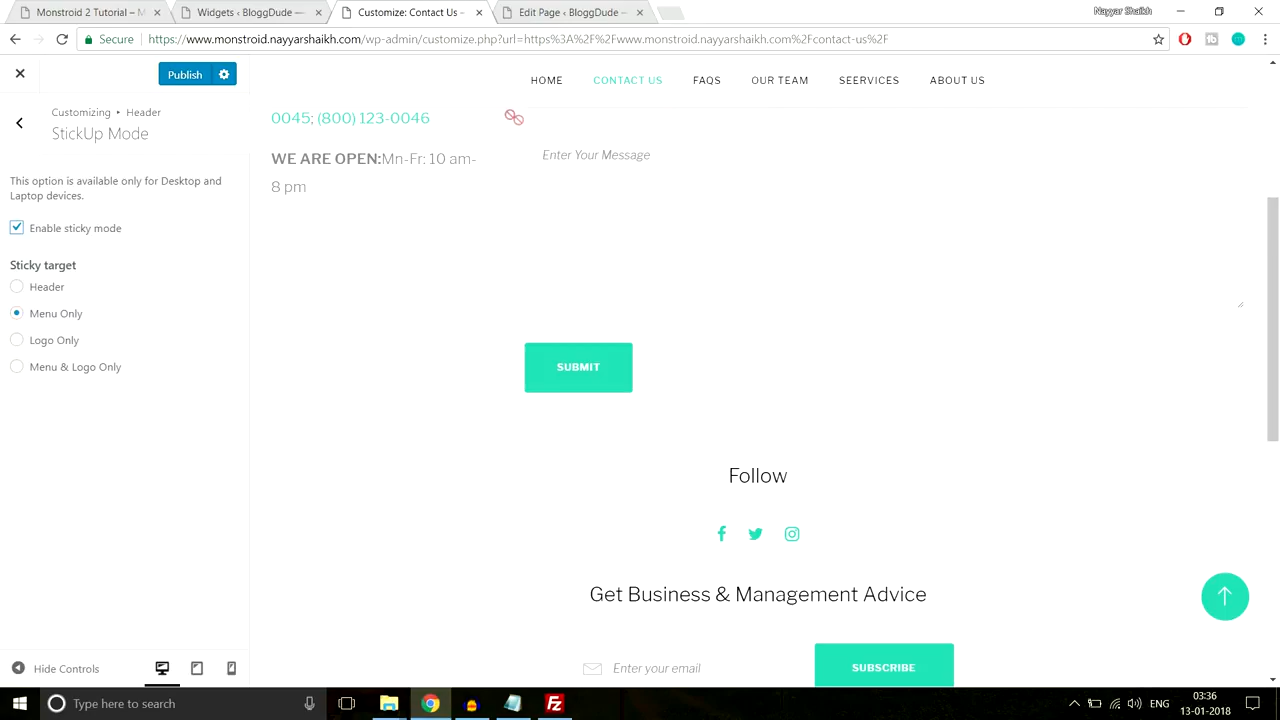 Monstroid 2 Tutorial – M
Widgets ‹ BloggDude —
Customize: Contact Us –
Edit Page ‹ BloggDude —
Nayyar Shaikh
Secure
https://www.monstroid.nayyarshaikh.com/wp-admin/customize.php?url=https%3A%2F%2Fwww.monstroid.nayyarshaikh.com%2Fcontact-us%2F
Publish
Customizing ▸ Header
StickUp Mode
This option is available only for Desktop and
Laptop devices.
Enable sticky mode
Sticky target
Header
Menu Only
Logo Only
Menu & Logo Only
Hide Controls
HOME
CONTACT US
FAQS
OUR TEAM
SEERVICES
ABOUT US
0045; (800) 123-0046
WE ARE OPEN:Mn-Fr: 10 am-
8 pm
Enter Your Message
SUBMIT
Follow
Get Business & Management Advice
Enter your email
SUBSCRIBE
Type here to search
ENG
03:36
13-01-2018